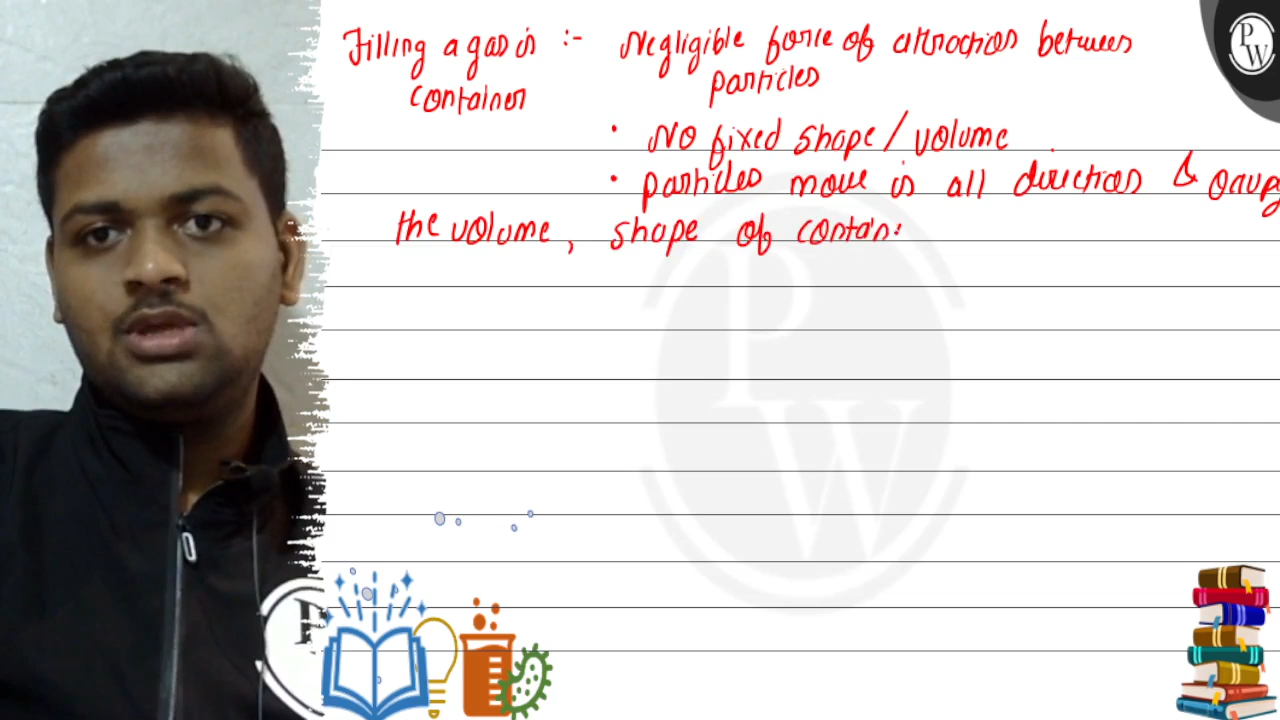 Filling a gas in :- Negligible force of attraction between
container particles
• No fixed shape / volume
• Particles move in all directions & occupy
the volume, shape of contain
P
W
P
W
P